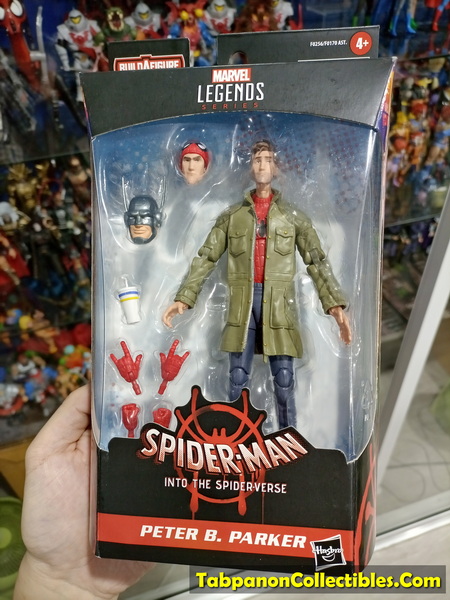 BUILD A FIGURE
F0256/F0170 AST.
4+
MARVEL
LEGENDS
SERIES
SPIDER-MAN
INTO THE SPIDER-VERSE
PETER B. PARKER
Hasbro
TabpanonCollectibles.Com